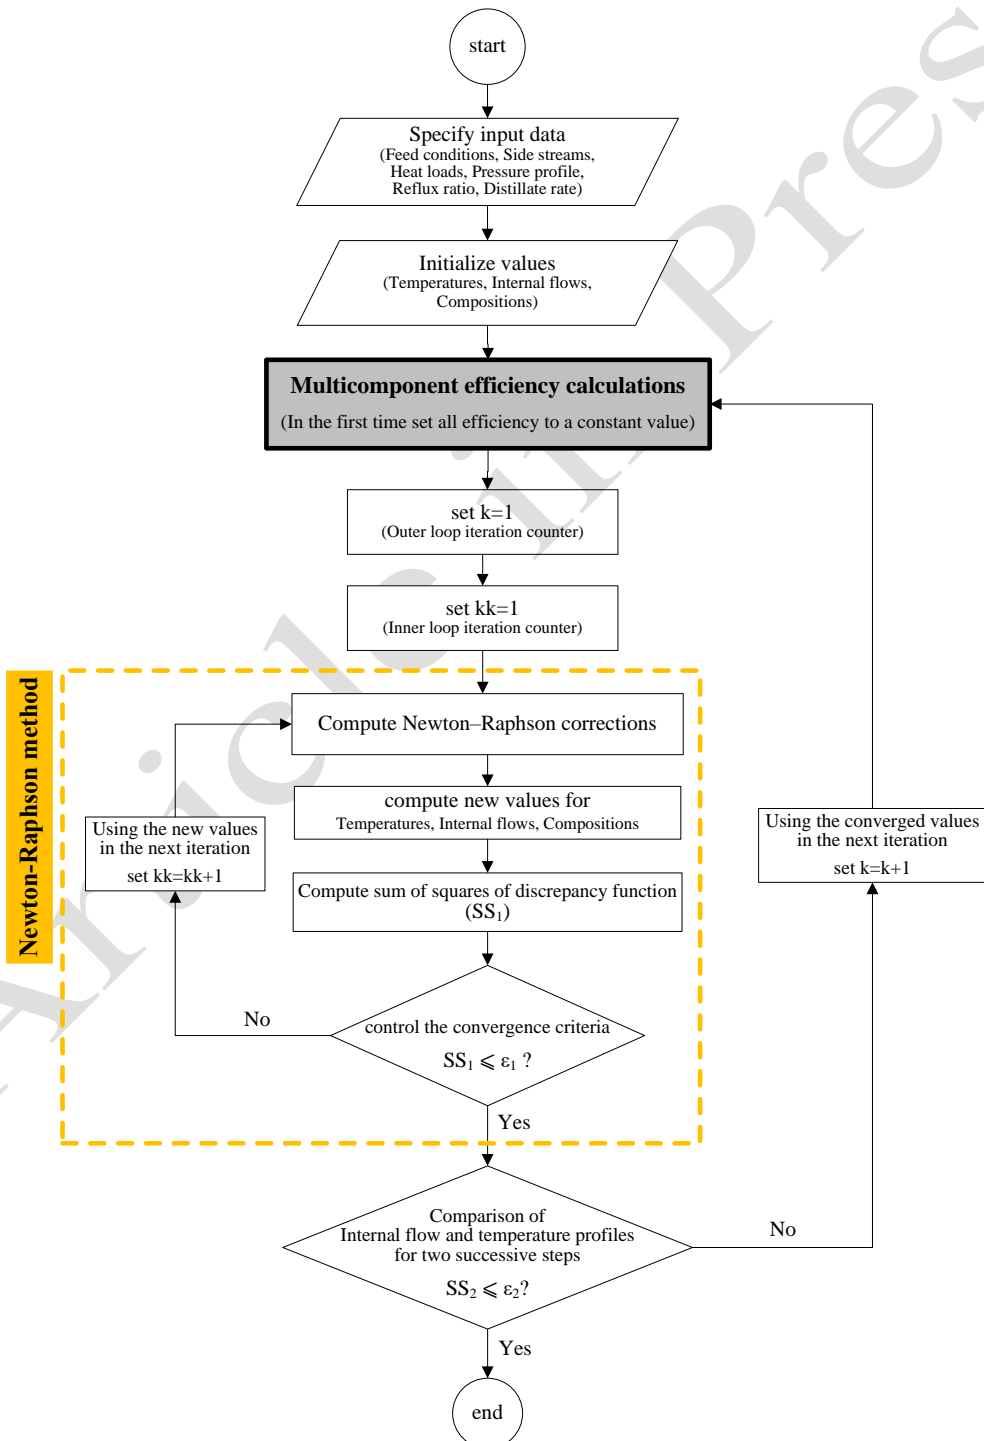 start
Specify input data
(Feed conditions, Side streams,
Heat loads, Pressure profile,
Reflux ratio, Distillate rate)
Initialize values
(Temperatures, Internal flows,
Compositions)
Multicomponent efficiency calculations
(In the first time set all efficiency to a constant value)
set k=1
(Outer loop iteration counter)
set kk=1
(Inner loop iteration counter)
Newton-Raphson method
Compute Newton–Raphson corrections
compute new values for
Temperatures, Internal flows, Compositions
Using the new values
in the next iteration
set kk=kk+1
Using the converged values
in the next iteration
set k=k+1
Compute sum of squares of discrepancy function
(SS₁)
No
control the convergence criteria
SS₁ ⩽ ε₁ ?
Yes
Comparison of
Internal flow and temperature profiles
for two successive steps
SS₂ ⩽ ε₂?
No
Yes
end
Article in Pres